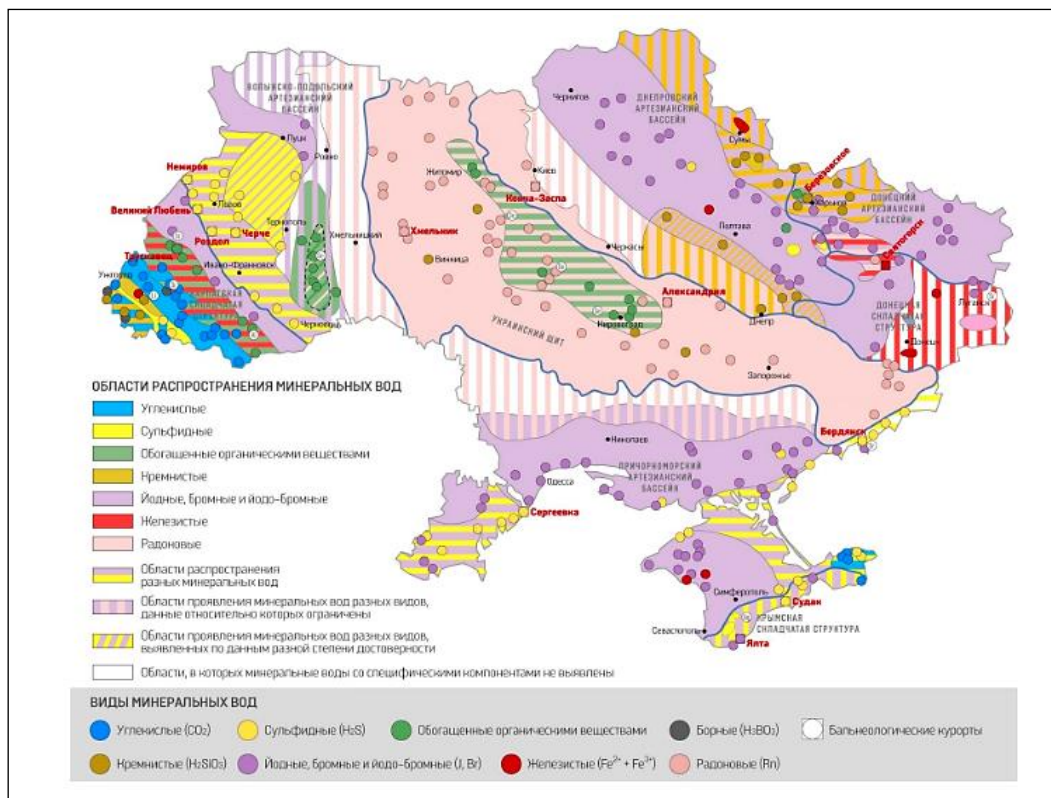 ВОЛЫНСКО-ПОДОЛЬСКИЙ
АРТЕЗИАНСКИЙ
БАССЕЙН
Чернигов
ДНЕПРОВСКИЙ
АРТЕЗИАНСКИЙ
БАССЕЙН
Сумы
Луцк
Ровно
Киев
Житомир
Немиров
Львов
Березовское
Харьков
ДОНЕЦКИЙ
АРТЕЗИАНСКИЙ
БАССЕЙН
Конча-Заспа
Великий Любень
Тернополь
Хмельницкий
Хмельник
Полтава
Черче
Роздел
Черкасы
Святогорск
Трускавец
Ивано-Франковск
Винница
Ужгород
Александрия
Луганск
ДОНЕЦКАЯ
СКЛАДЧАТАЯ
СТРУКТУРА
Черновцы
Кировоград
Днепр
УКРАИНСКИЙ ЩИТ
Донецк
Запорожье
Бердянск
Николаев
ПРИЧОРНОМОРСКИЙ
АРТЕЗИАНСКИЙ
БАССЕЙН
Одесса
Сергеевка
Симферополь
Судак
Севастополь
КРЫМСКАЯ
СКЛАДЧАТАЯ СТРУКТУРА
Ялта
ОБЛАСТИ РАСПРОСТРАНЕНИЯ МИНЕРАЛЬНЫХ ВОД
Углекислые
Сульфидные
Обогащенные органическими веществами
Кремнистые
Йодные, бромные и йодо-бромные
Железистые
Радоновые
Области распространения
разных минеральных вод
Области проявления минеральных вод разных видов,
данные относительно которых ограничены
Области проявления минеральных вод разных видов,
выявленных по данным разной степени достоверности
Области, в которых минеральные воды со специфическими компонентами не выявлены
ВИДЫ МИНЕРАЛЬНЫХ ВОД
Углекислые (CO₂)
Сульфидные (H₂S)
Обогащенные органическими веществами
Борные (H₃BO₃)
Бальнеологические курорты
Кремнистые (H₂SIO₃)
Йодные, бромные и йодо-бромные (J, Br)
Железистые (Fe²⁺ + Fe³⁺)
Радоновые (Rn)